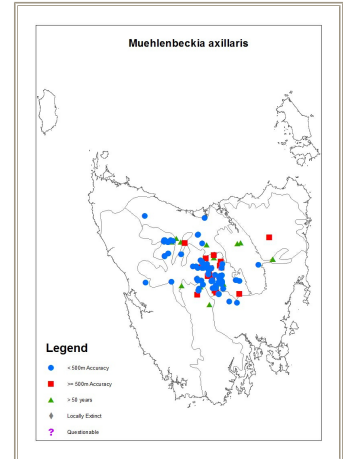 Muehlenbeckia axillaris
Legend
< 500m Accuracy
>= 500m Accuracy
> 50 years
Locally Extinct
? Questionable